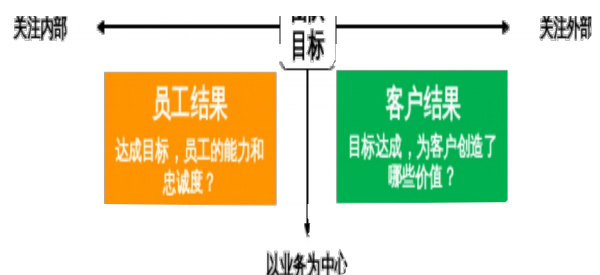 关注内部
团队
关注外部
目标
员工结果
客户结果
达成目标，员工的能力和
忠诚度？
目标达成，为客户创造了
哪些价值？
以业务为中心